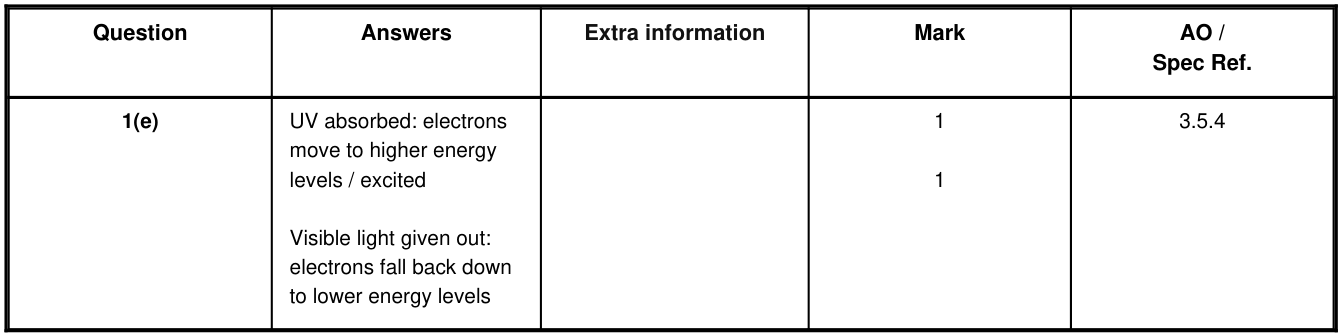 Question Answers Extra information Mark AO /
Spec Ref.
1(e) UV absorbed: electrons 1 3.5.4
move to higher energy
levels / excited 1
Visible light given out:
electrons fall back down
to lower energy levels